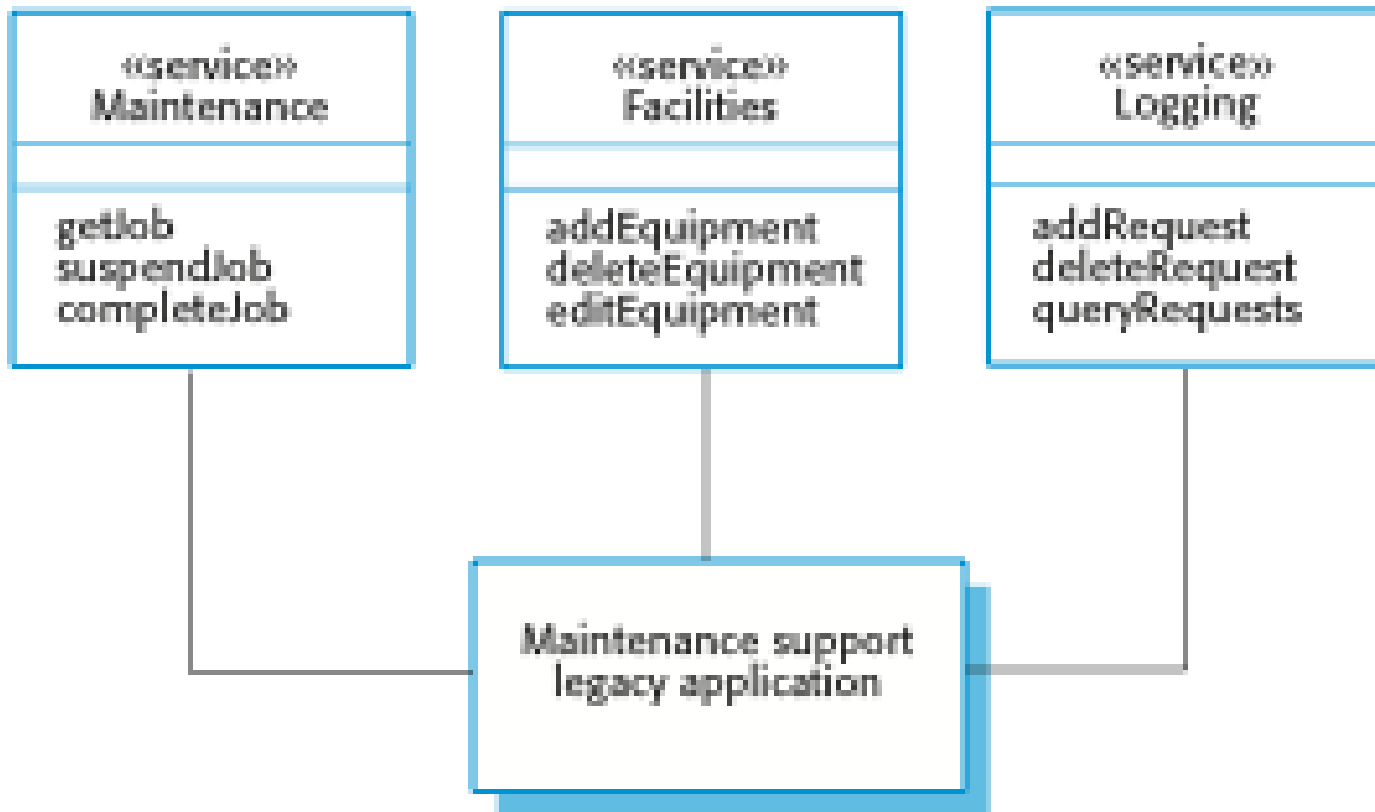 «service»
Maintenance
getJob
suspendJob
completeJob
«service»
Facilities
addEquipment
deleteEquipment
editEquipment
«service»
Logging
addRequest
deleteRequest
queryRequests
Maintenance support
legacy application